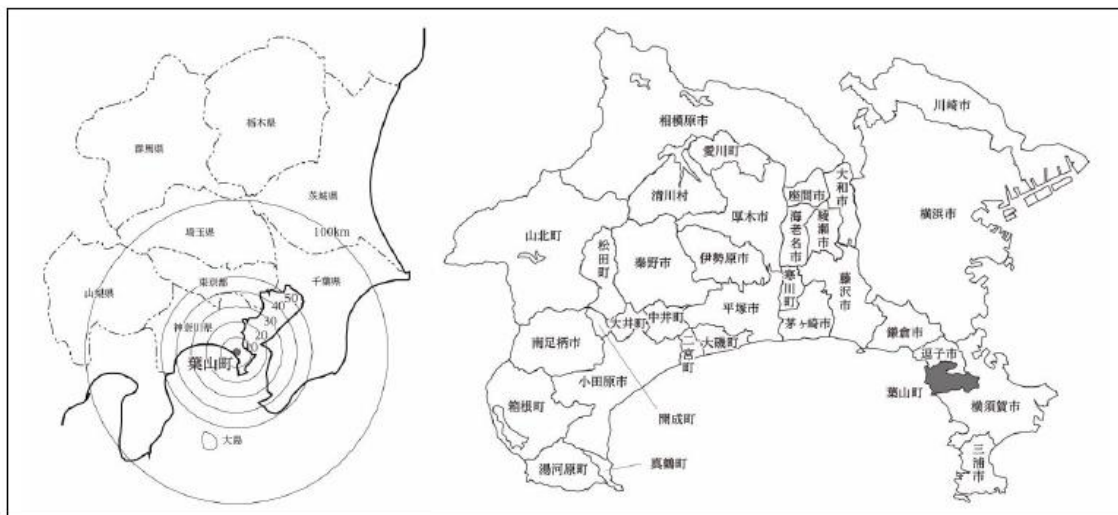 栃木県
群馬県
茨城県
100km
埼玉県
東京都
千葉県
山梨県
50
40
30
神奈川県
20
10
葉山町
大島
川崎市
相模原市
愛川町
大和市
座間市
清川村
綾瀬市
海老名市
厚木市
横浜市
山北町
松田町
秦野市
伊勢原市
寒川町
藤沢市
平塚市
大井町
中井町
茅ヶ崎市
鎌倉市
南足柄市
二宮町
大磯町
逗子市
小田原市
葉山町
箱根町
横須賀市
開成町
三浦市
真鶴町
湯河原町